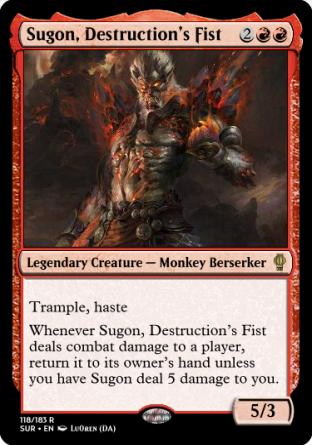 Sugon, Destruction's Fist 2
Legendary Creature — Monkey Berserker
Trample, haste
Whenever Sugon, Destruction's Fist
deals combat damage to a player,
return it to its owner's hand unless
you have Sugon deal 5 damage to you.
118/183 R
SUR • EN LuOren (DA)
5/3